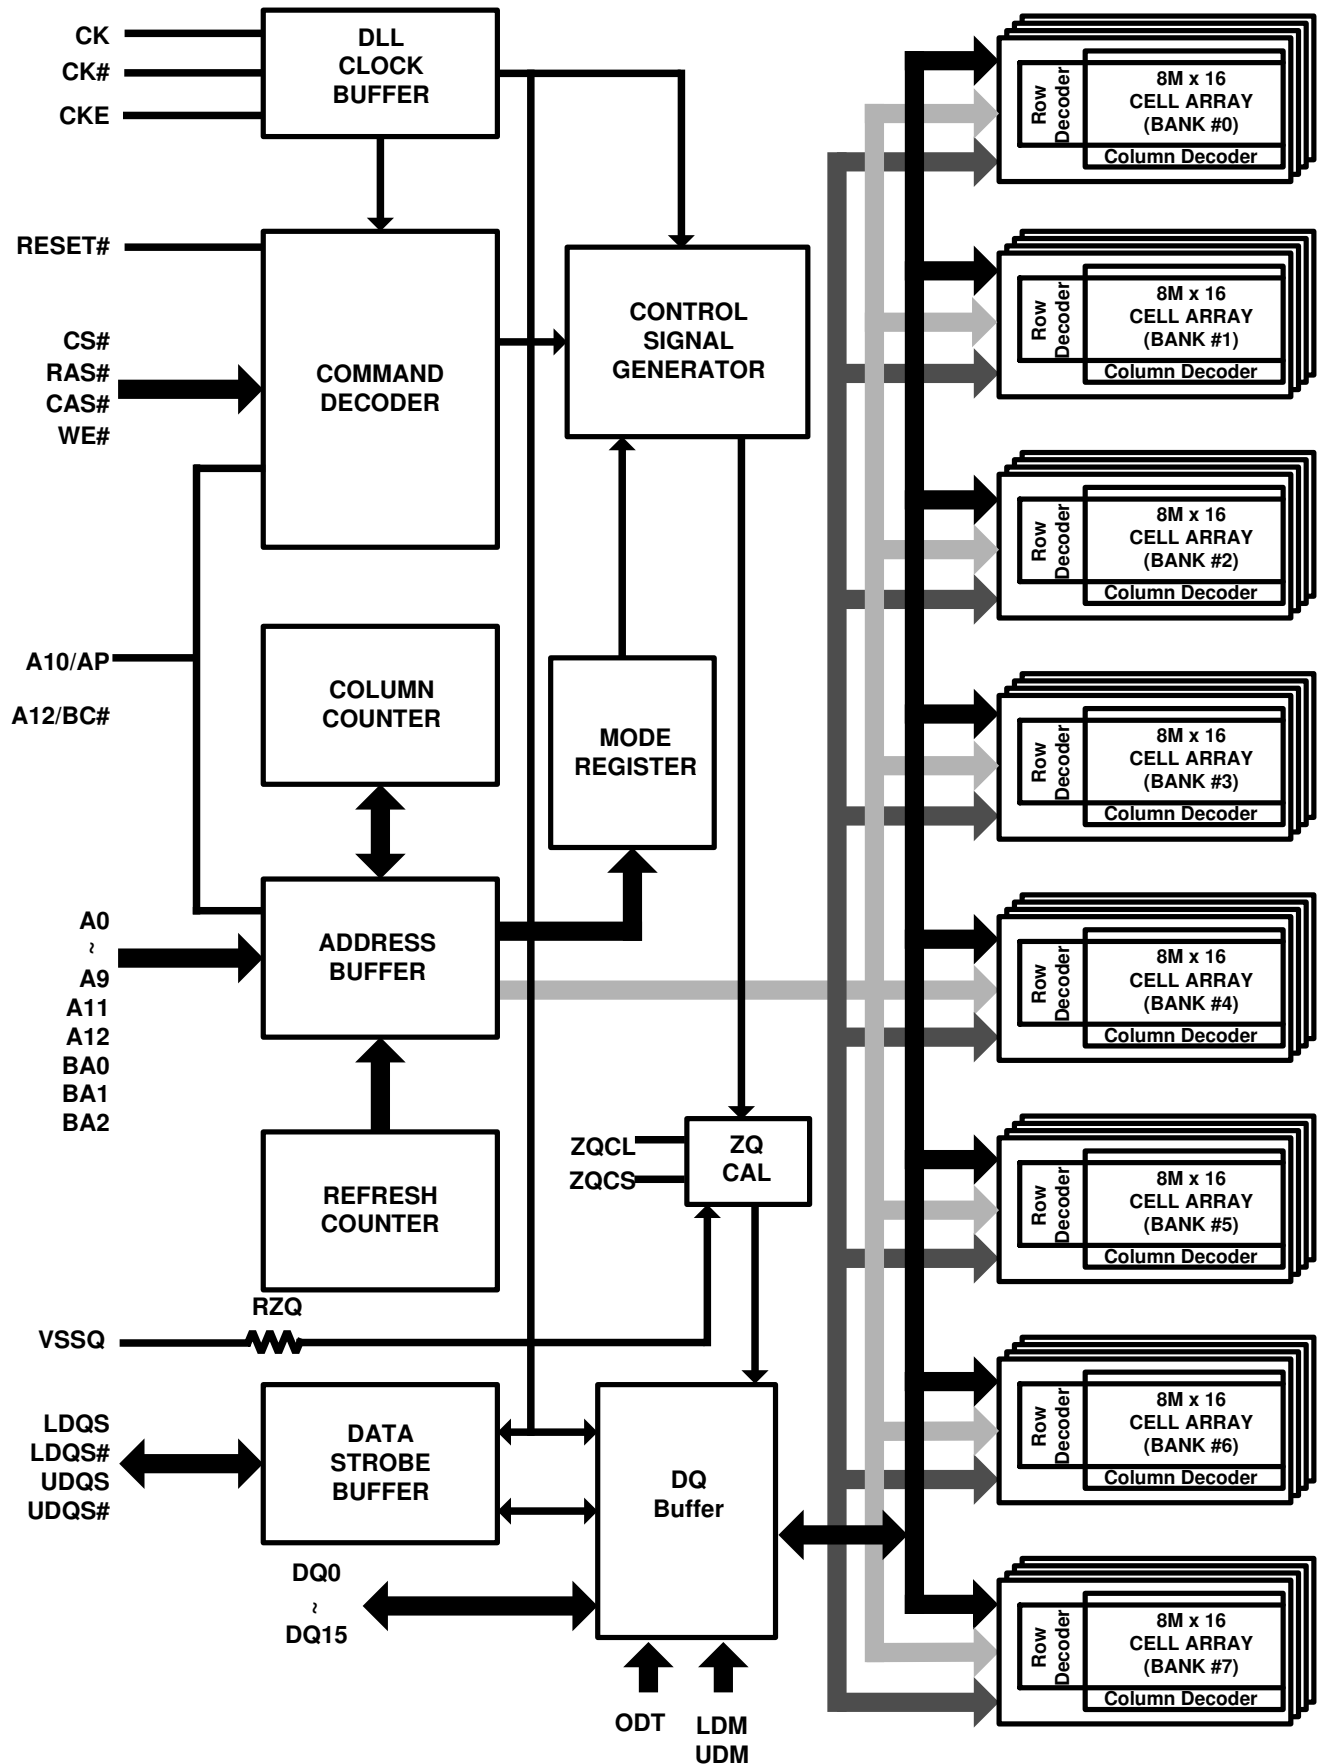 CK
CK#
CKE
DLL
CLOCK
BUFFER
RESET#
CS#
RAS#
CAS#
WE#
COMMAND
DECODER
CONTROL
SIGNAL
GENERATOR
A10/AP
A12/BC#
COLUMN
COUNTER
MODE
REGISTER
A0
~
A9
A11
A12
BA0
BA1
BA2
ADDRESS
BUFFER
REFRESH
COUNTER
ZQCL
ZQCS
ZQ
CAL
RZQ
VSSQ
LDQS
LDQS#
UDQS
UDQS#
DATA
STROBE
BUFFER
DQ
Buffer
DQ0
~
DQ15
ODT
LDM
UDM
Row
Decoder
8M x 16
CELL ARRAY
(BANK #0)
Column Decoder
Row
Decoder
8M x 16
CELL ARRAY
(BANK #1)
Column Decoder
Row
Decoder
8M x 16
CELL ARRAY
(BANK #2)
Column Decoder
Row
Decoder
8M x 16
CELL ARRAY
(BANK #3)
Column Decoder
Row
Decoder
8M x 16
CELL ARRAY
(BANK #4)
Column Decoder
Row
Decoder
8M x 16
CELL ARRAY
(BANK #5)
Column Decoder
Row
Decoder
8M x 16
CELL ARRAY
(BANK #6)
Column Decoder
Row
Decoder
8M x 16
CELL ARRAY
(BANK #7)
Column Decoder